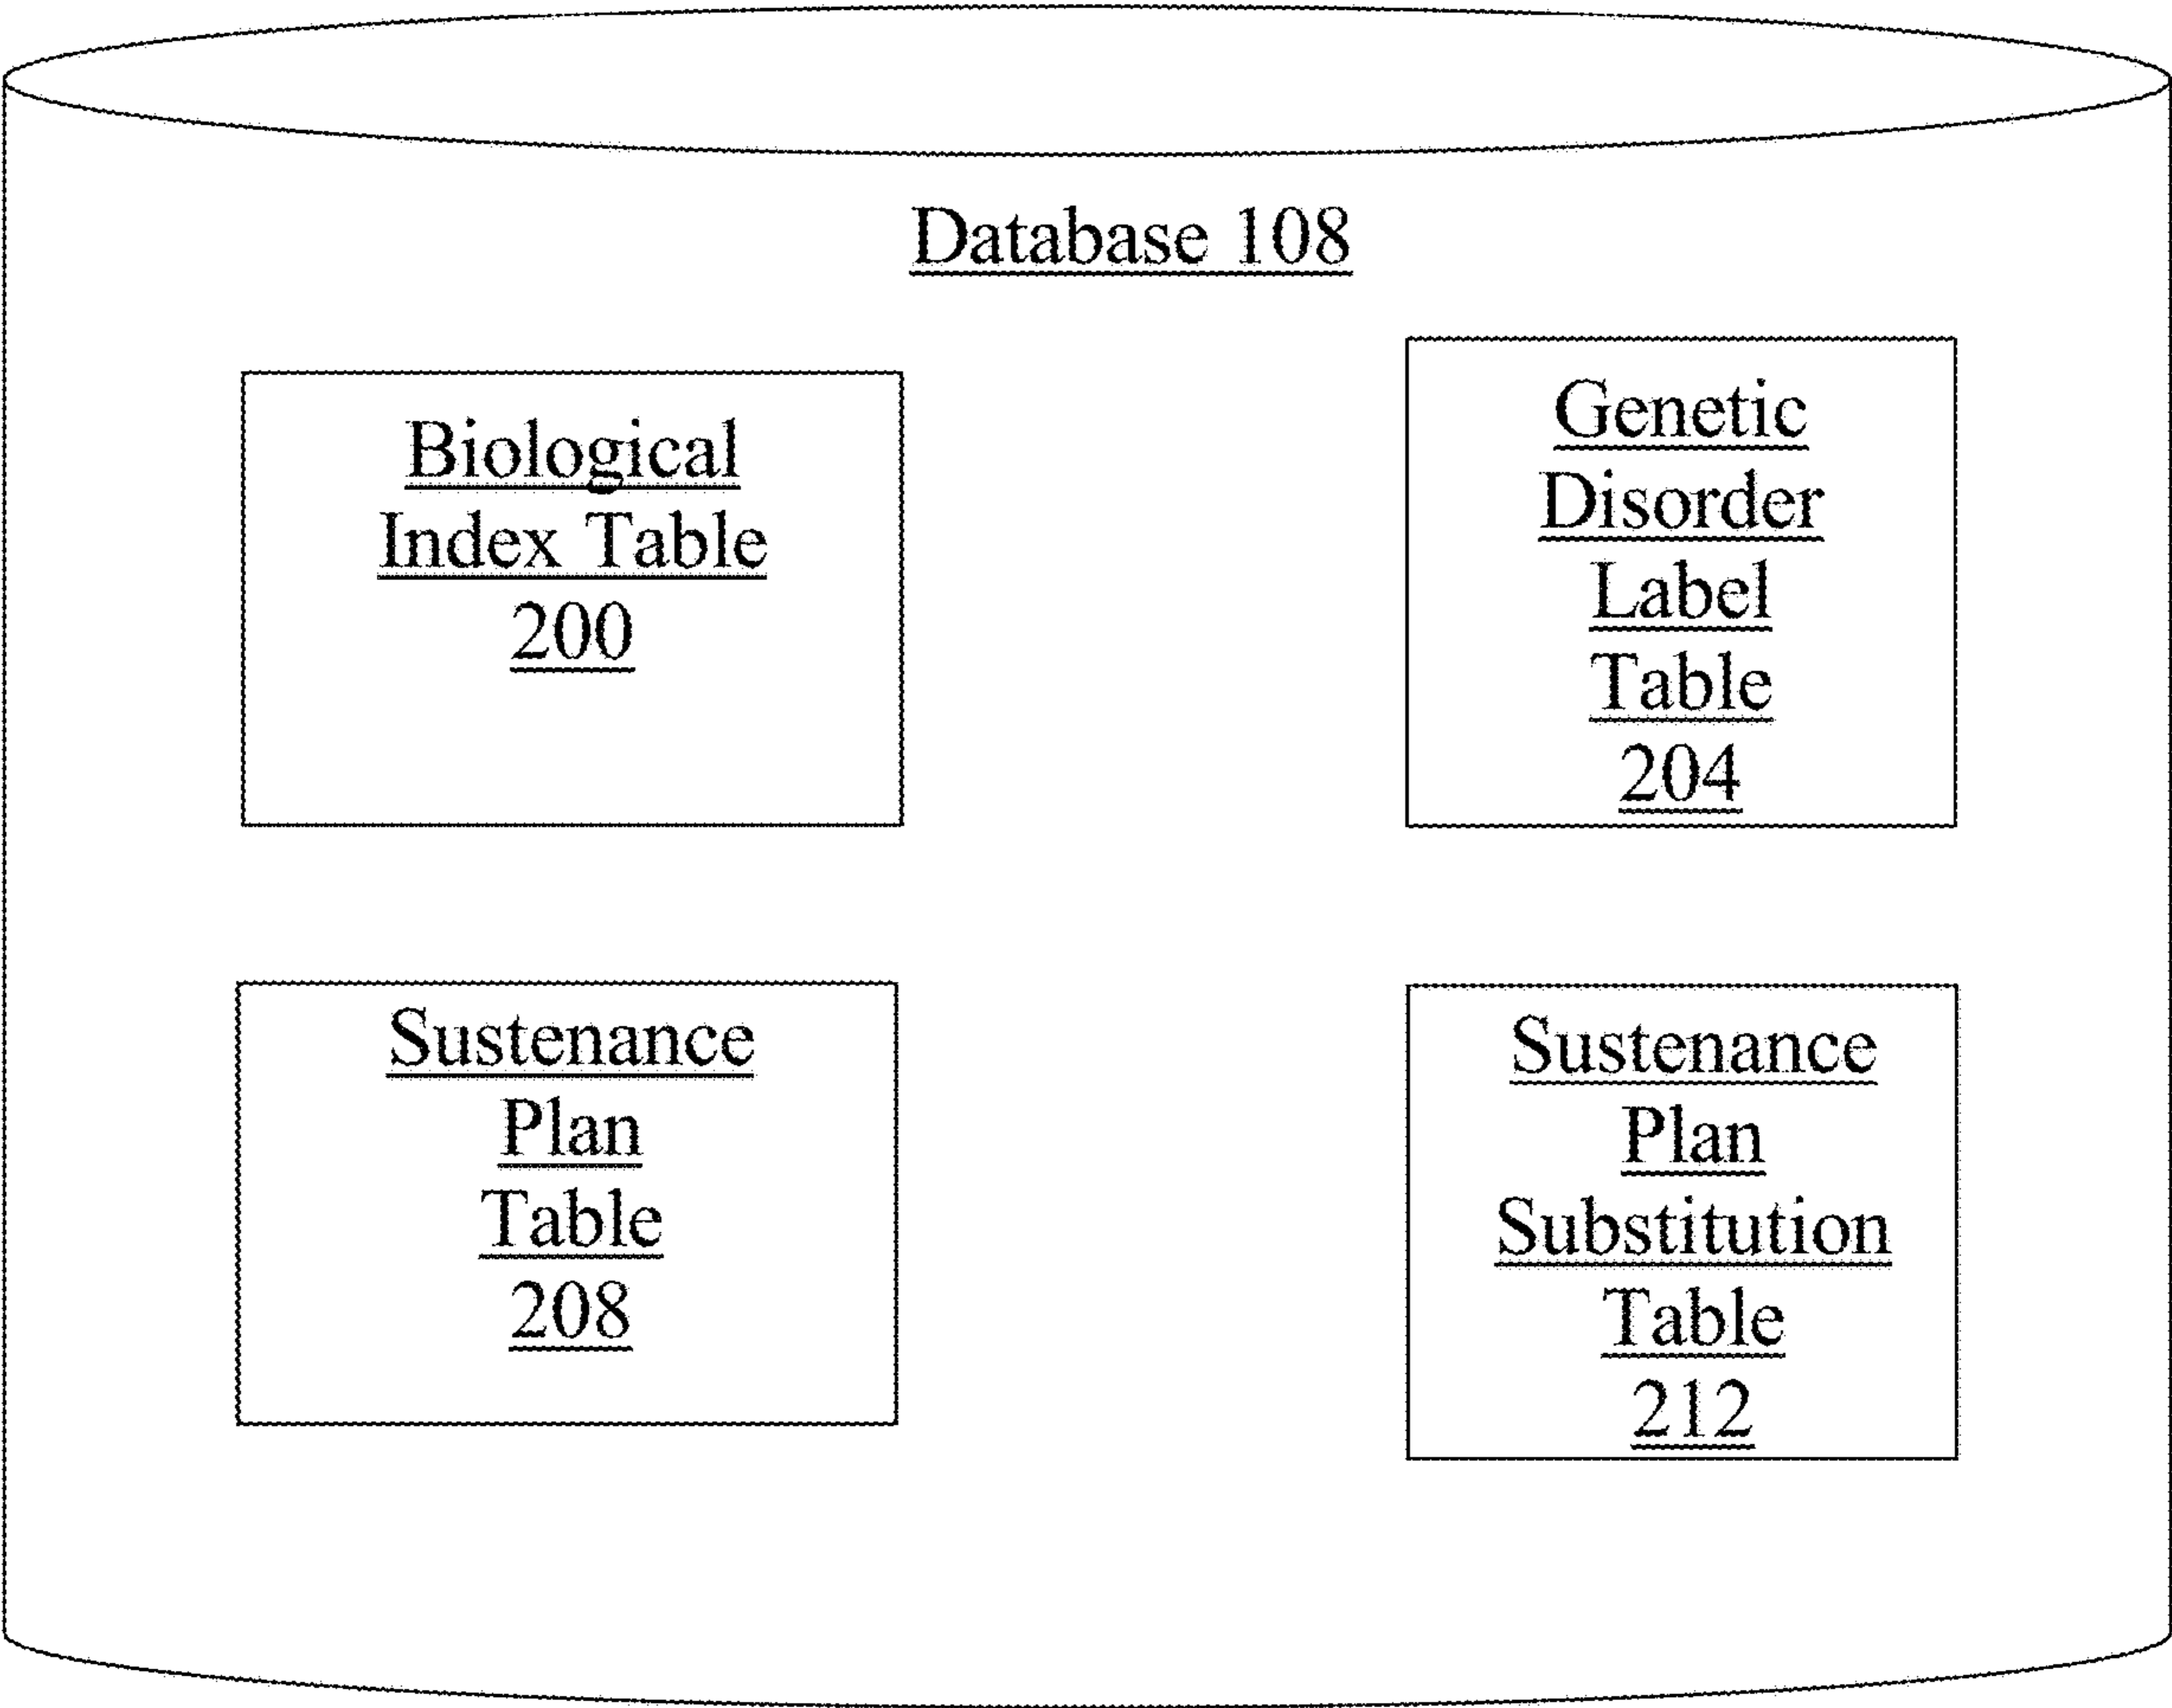 Database 108
Biological
Index Table
200
Genetic
Disorder
Label
Table
204
Sustenance
Plan
Table
208
Sustenance
Plan
Substitution
Table
212